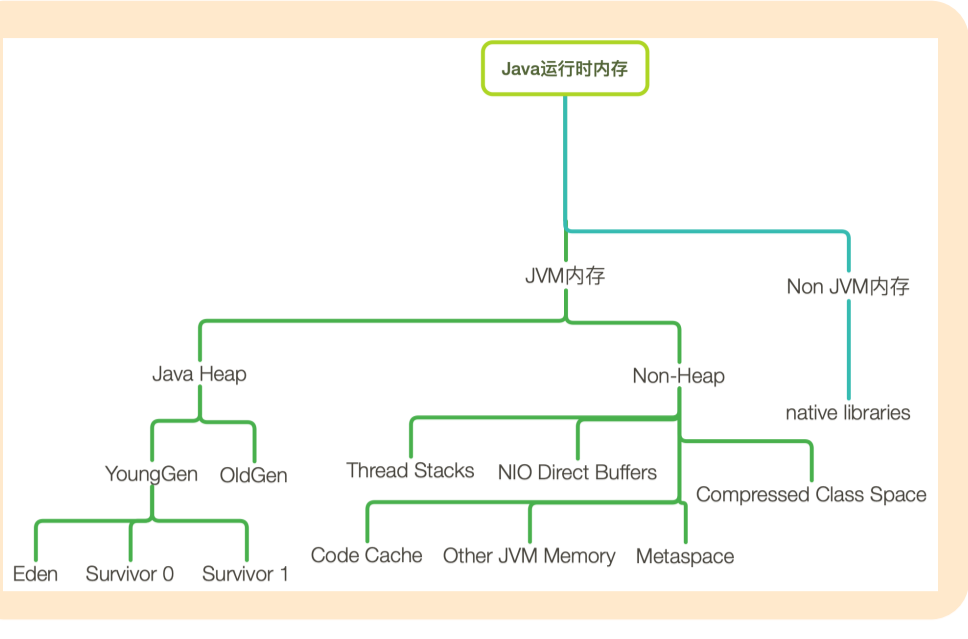 Java运行时内存
JVM内存
Non JVM内存
Java Heap
Non-Heap
native libraries
YoungGen
OldGen
Thread Stacks
NIO Direct Buffers
Compressed Class Space
Code Cache
Other JVM Memory
Metaspace
Eden
Survivor 0
Survivor 1